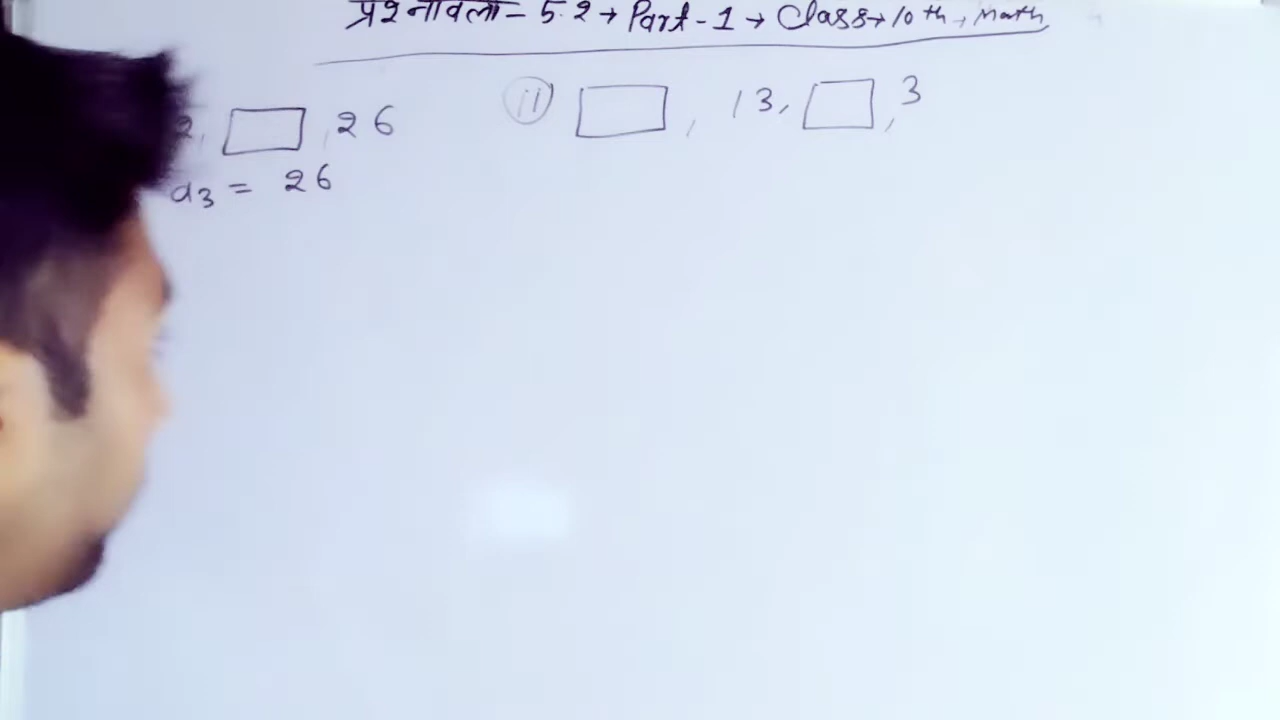 प्रश्नावली - 5.2 → Part - 1 → Class → 10 th → Math
2, □, 26
ii □, 13, □, 3
a3 = 26